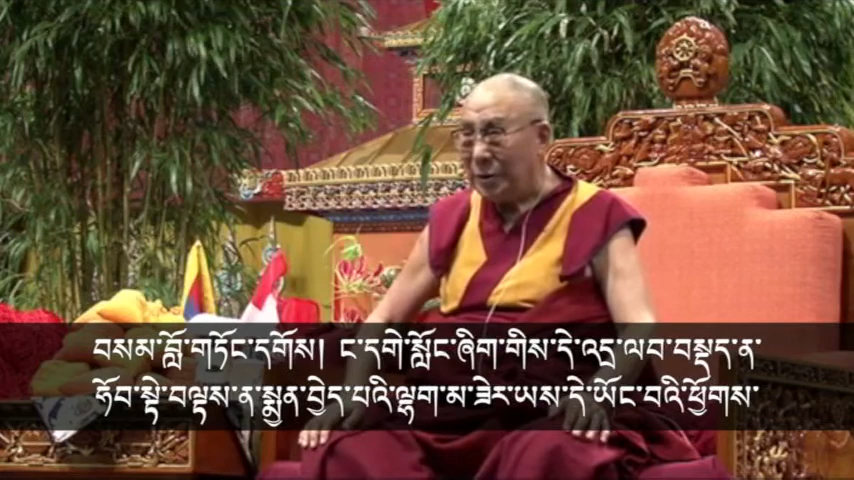 བསམ་བློ་གཏོང་དགོས། ང་དགེ་སློང་ཞིག་གིས་དེ་འདྲ་ལབ་བསྡད་ན་
ཧོབ་སྟེ་བལྟས་ན་སྨྱན་བྱེད་པའི་ལྷག་མ་ཟེར་ཡས་དེ་ཡོང་བའི་ཕྱོགས་